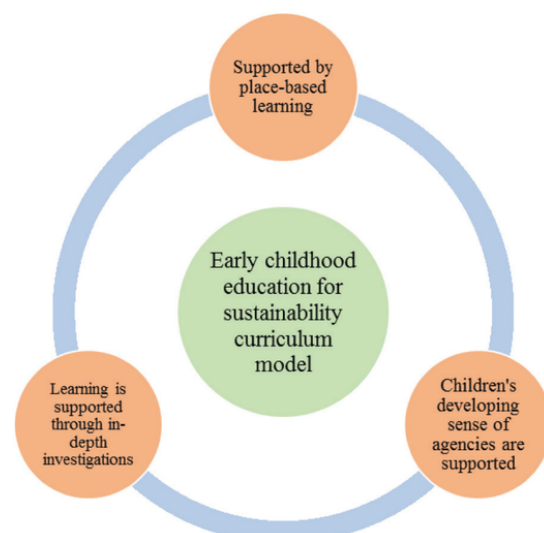 Supported by
place-based
learning
Early childhood
education for
sustainability
curriculum
model
Learning is
supported
through in-
depth
investigations
Children's
developing
sense of
agencies are
supported